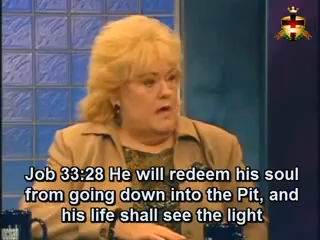 Job 33:28 He will redeem his soul
from going down into the Pit, and
his life shall see the light